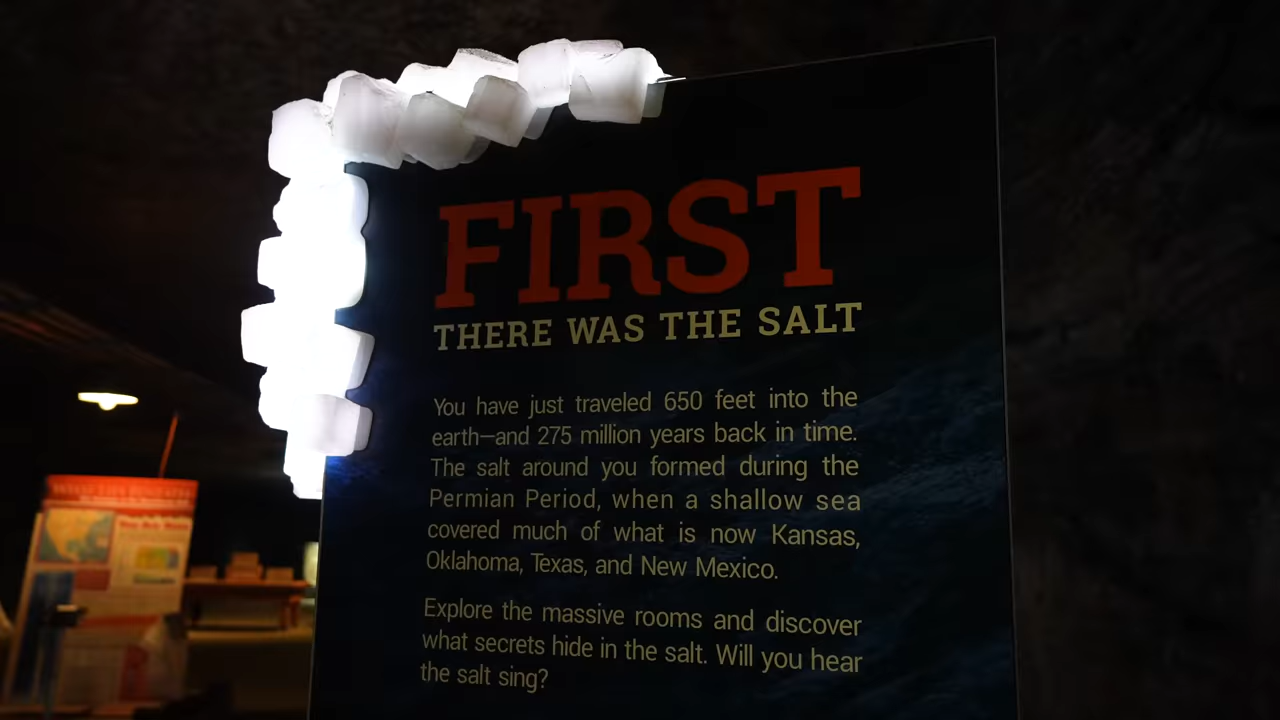 FIRST
THERE WAS THE SALT
You have just traveled 650 feet into the
earth—and 275 million years back in time.
The salt around you formed during the
Permian Period, when a shallow sea
covered much of what is now Kansas,
Oklahoma, Texas, and New Mexico.
Explore the massive rooms and discover
what secrets hide in the salt. Will you hear
the salt sing?